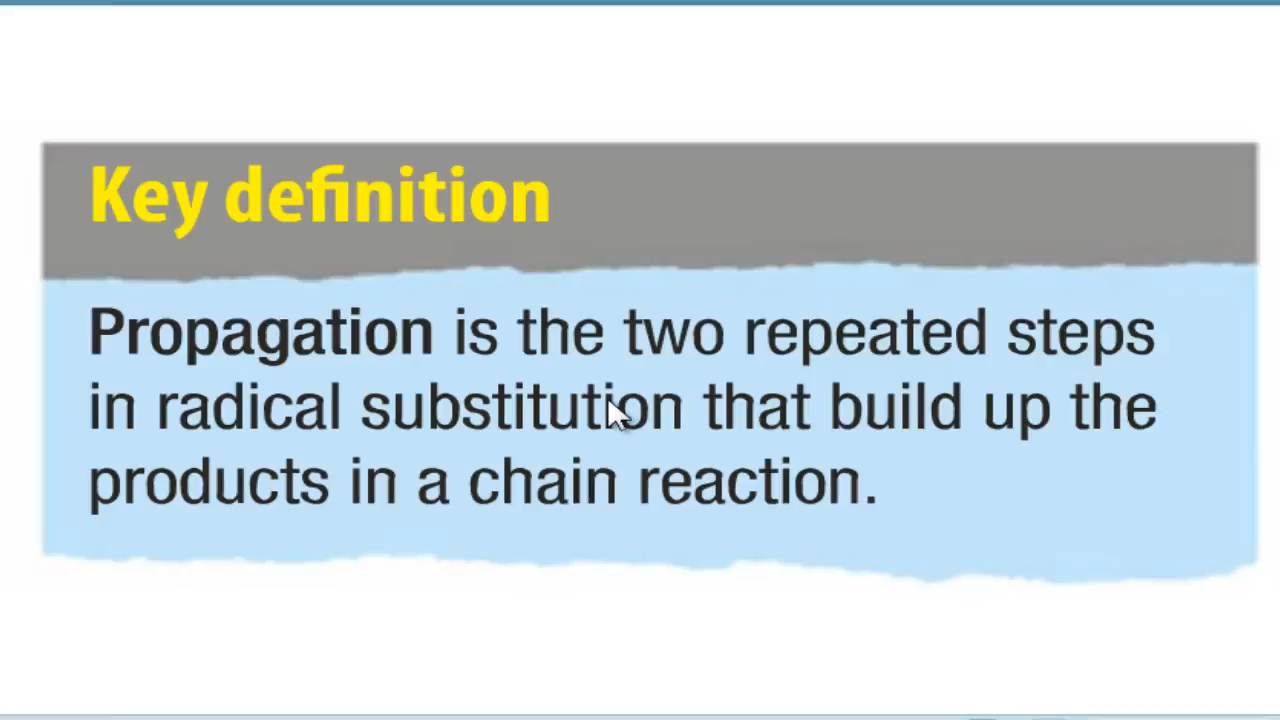 Key definition
Propagation is the two repeated steps
in radical substitution that build up the
products in a chain reaction.